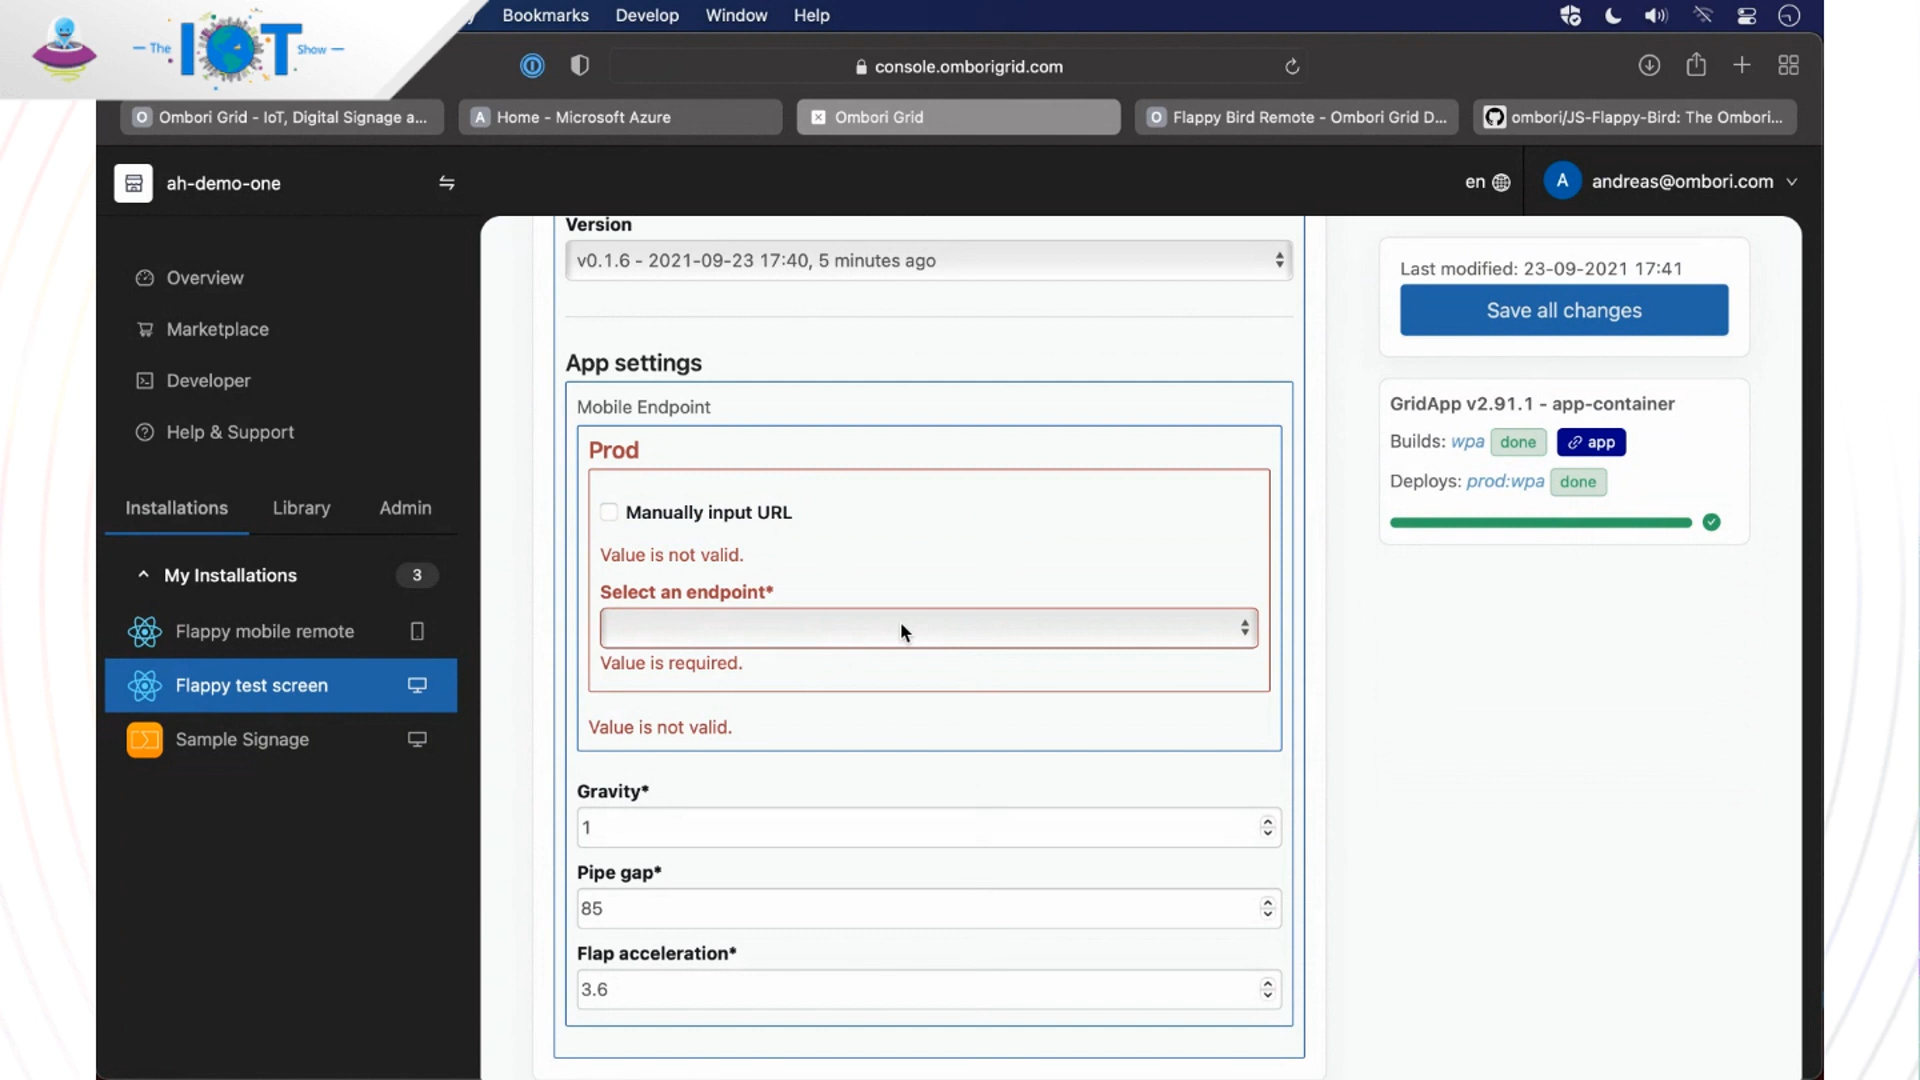 The IOT Show
Bookmarks Develop Window Help
console.omborigrid.com
Ombori Grid - IoT, Digital Signage a...
Home - Microsoft Azure
Ombori Grid
Flappy Bird Remote - Ombori Grid D...
ombori/JS-Flappy-Bird: The Ombori...
ah-demo-one
en
A
andreas@ombori.com
Overview
Marketplace
Developer
Help & Support
Installations Library Admin
My Installations 3
Flappy mobile remote
Flappy test screen
Sample Signage
Version
v0.1.6 - 2021-09-23 17:40, 5 minutes ago
App settings
Mobile Endpoint
Prod
Manually input URL
Value is not valid.
Select an endpoint*
Value is required.
Value is not valid.
Gravity*
1
Pipe gap*
85
Flap acceleration*
3.6
Last modified: 23-09-2021 17:41
Save all changes
GridApp v2.91.1 - app-container
Builds: wpa done app
Deploys: prod:wpa done